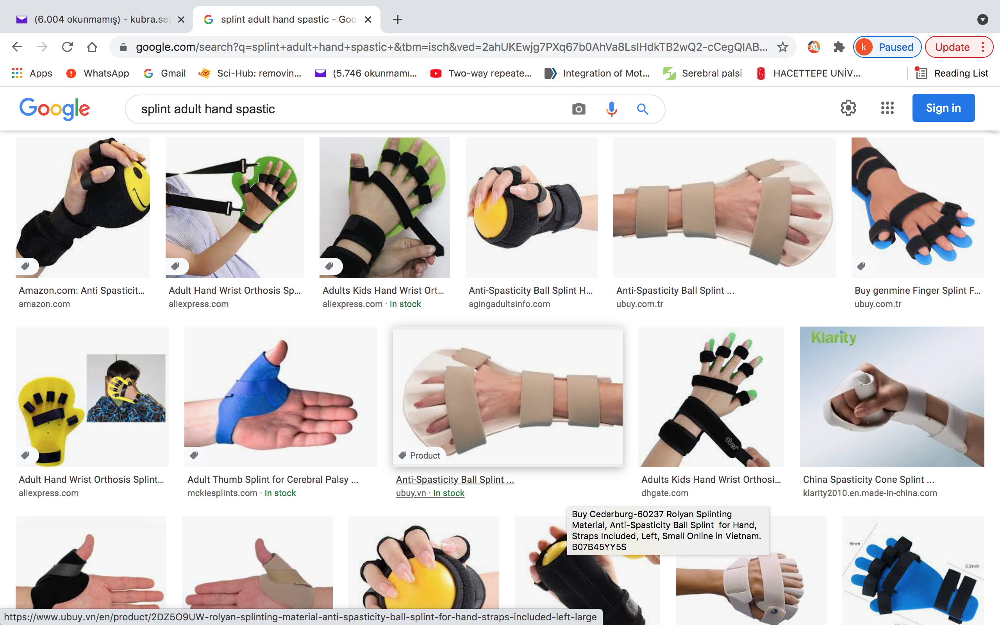 (6.004 okunmamış) - kubra.sey
splint adult hand spastic - Goo
google.com/search?q=splint+adult+hand+spastic+&tbm=isch&ved=2ahUKEwjg7PXq67b0AhVa8LsIHdkTB2wQ2-cCegQIAB...
k Paused
Update
Apps
WhatsApp
Gmail
Sci-Hub: removin...
(5.746 okunmamı...
Two-way repeate...
Integration of Mot...
Serebral palsi
HACETTEPE UNİV...
Reading List
Google
splint adult hand spastic
Sign in
Amazon.com: Anti Spasticit...
amazon.com
Adult Hand Wrist Orthosis Sp...
aliexpress.com
Adults Kids Hand Wrist Ort...
aliexpress.com · In stock
Anti-Spasticity Ball Splint H...
agingadultsinfo.com
Anti-Spasticity Ball Splint ...
ubuy.com.tr
Buy genmine Finger Splint F...
ubuy.com.tr
Klarity
ober
Product
Adult Hand Wrist Orthosis Splint...
aliexpress.com
Adult Thumb Splint for Cerebral Palsy ...
mckiesplints.com · In stock
Anti-Spasticity Ball Splint ...
ubuy.vn · In stock
Adults Kids Hand Wrist Orthosi...
dhgate.com
China Spasticity Cone Splint ...
klarity2010.en.made-in-china.com
Buy Cedarburg-60237 Rolyan Splinting
Material, Anti-Spasticity Ball Splint for Hand,
Straps Included, Left, Small Online in Vietnam.
B07B45YY5S
6inch
3.2inch
https://www.ubuy.vn/en/product/2DZ5O9UW-rolyan-splinting-material-anti-spasticity-ball-splint-for-hand-straps-included-left-large